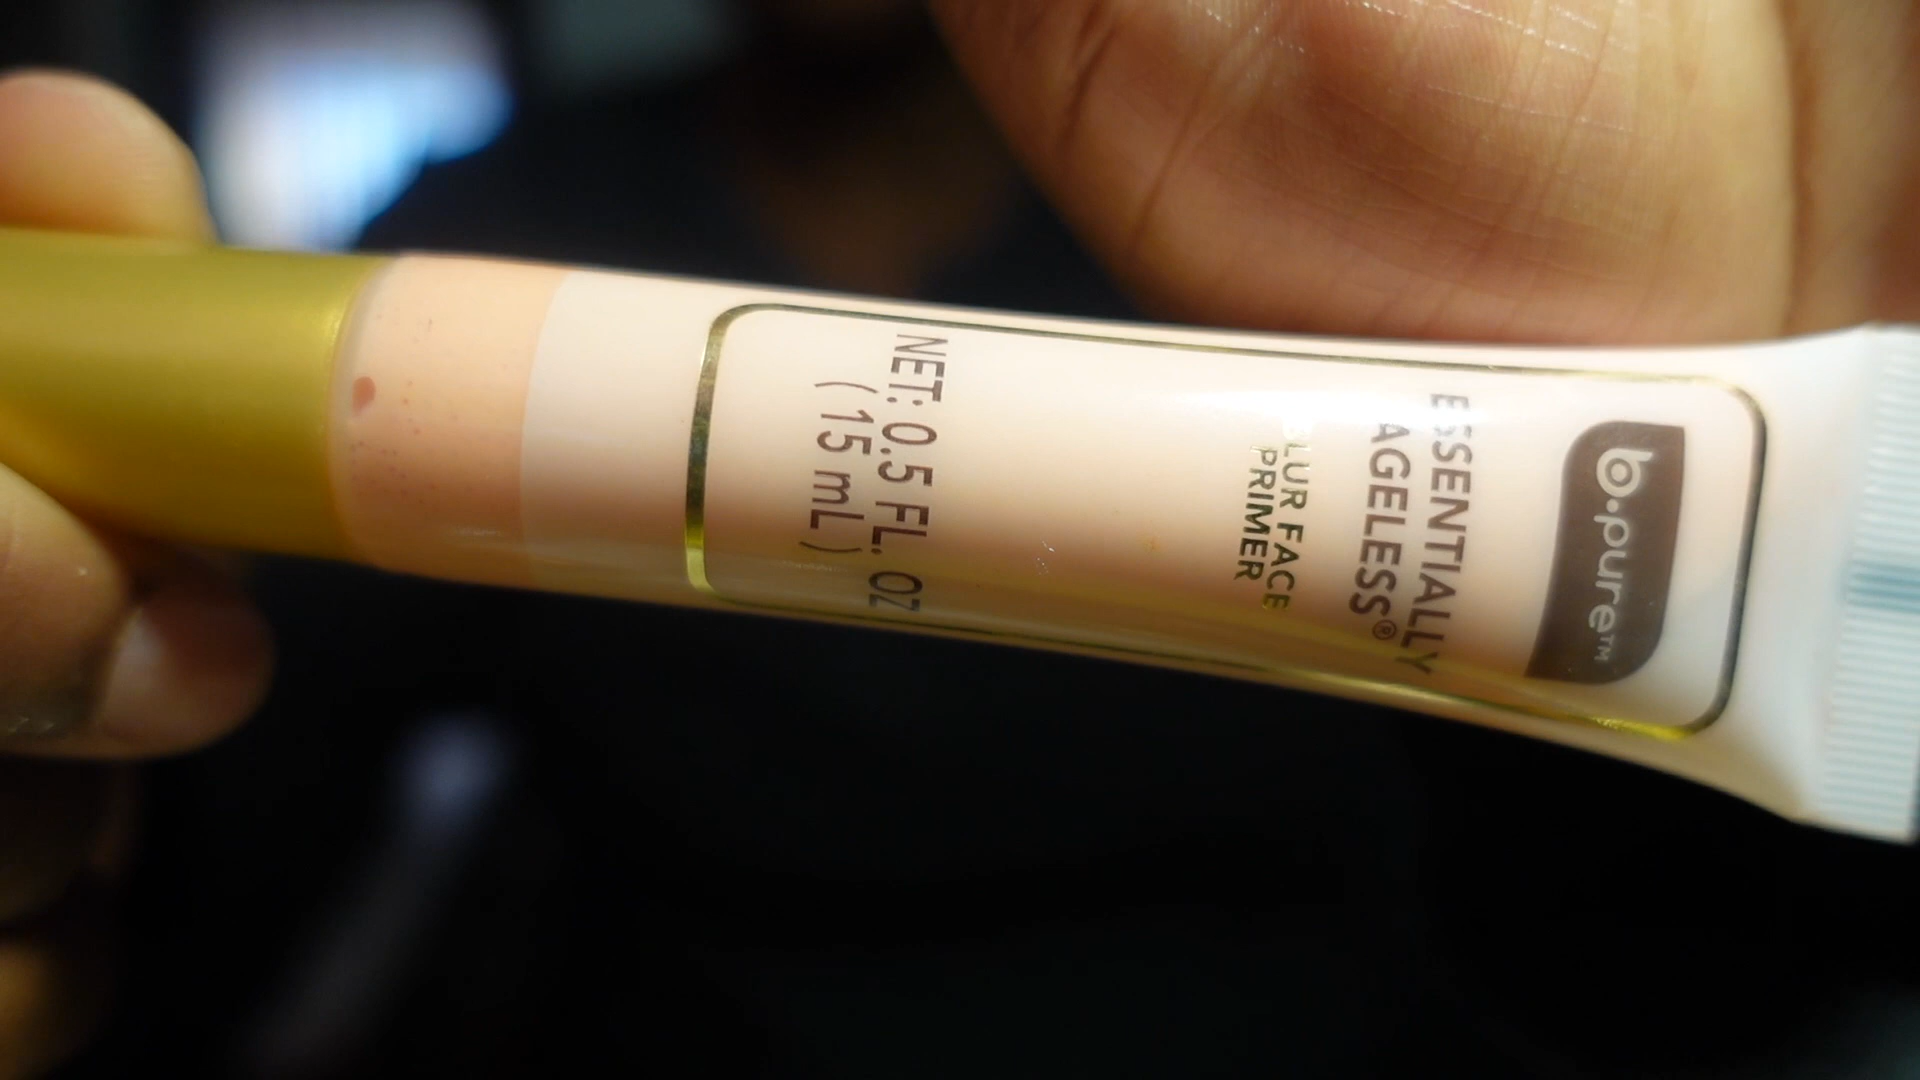 b.pure™
ESSENTIALLY
AGELESS®
BLUR FACE
PRIMER
NET: 0.5 FL. OZ
( 15 mL )